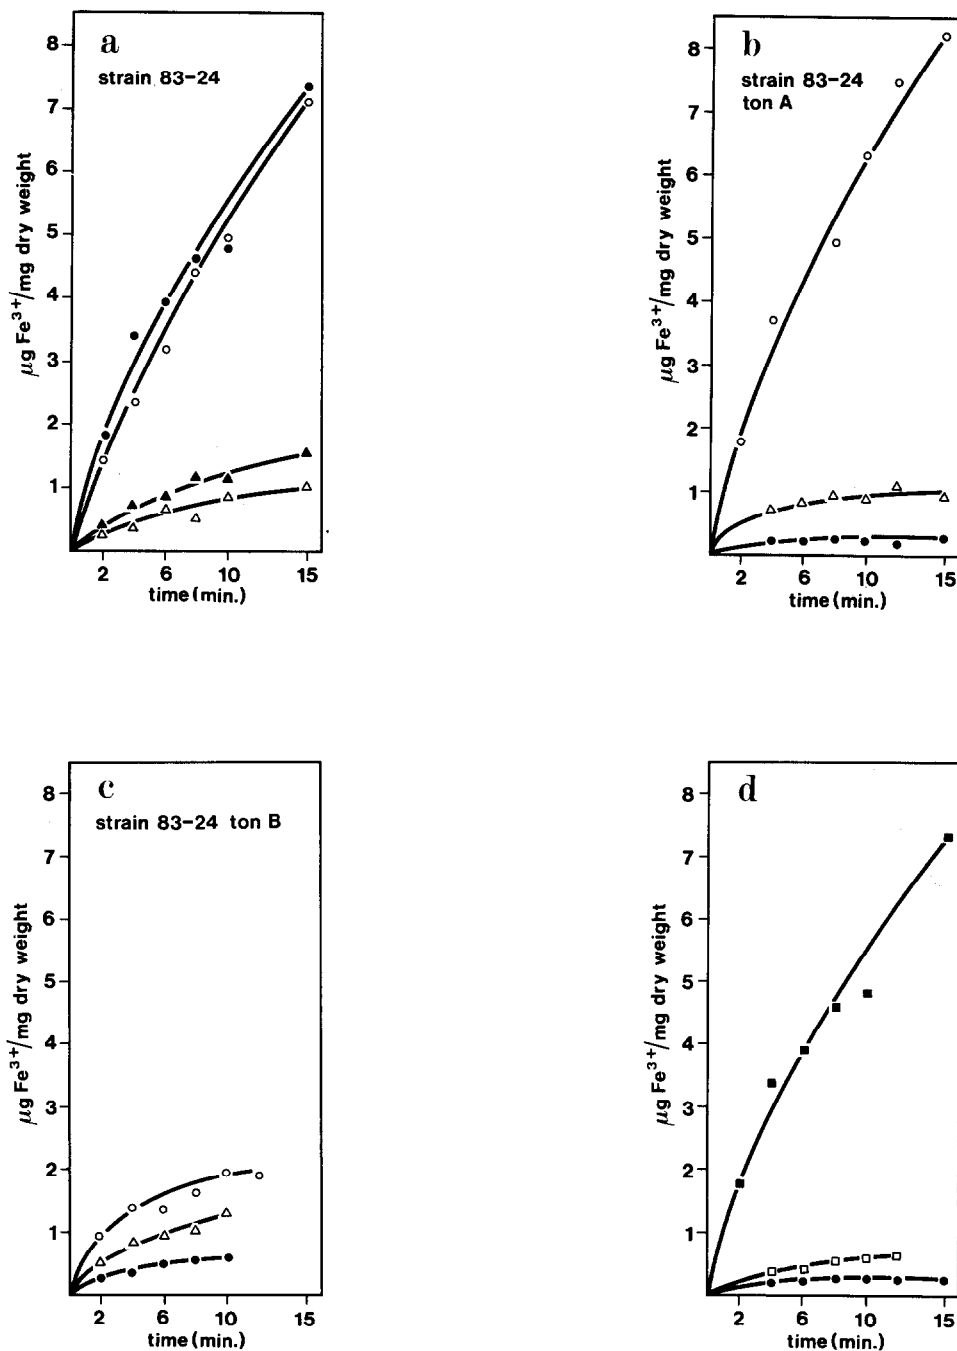 a
strain 83-24
8
7
6
5
4
3
2
1
µg Fe³⁺/mg dry weight
2 6 10 15
time (min.)
b
strain 83-24
ton A
8
7
6
5
4
3
2
1
µg Fe³⁺/mg dry weight
2 6 10 15
time (min.)
c
strain 83-24 ton B
8
7
6
5
4
3
2
1
µg Fe³⁺/mg dry weight
2 6 10 15
time (min.)
d
8
7
6
5
4
3
2
1
µg Fe³⁺/mg dry weight
2 6 10 15
time (min.)